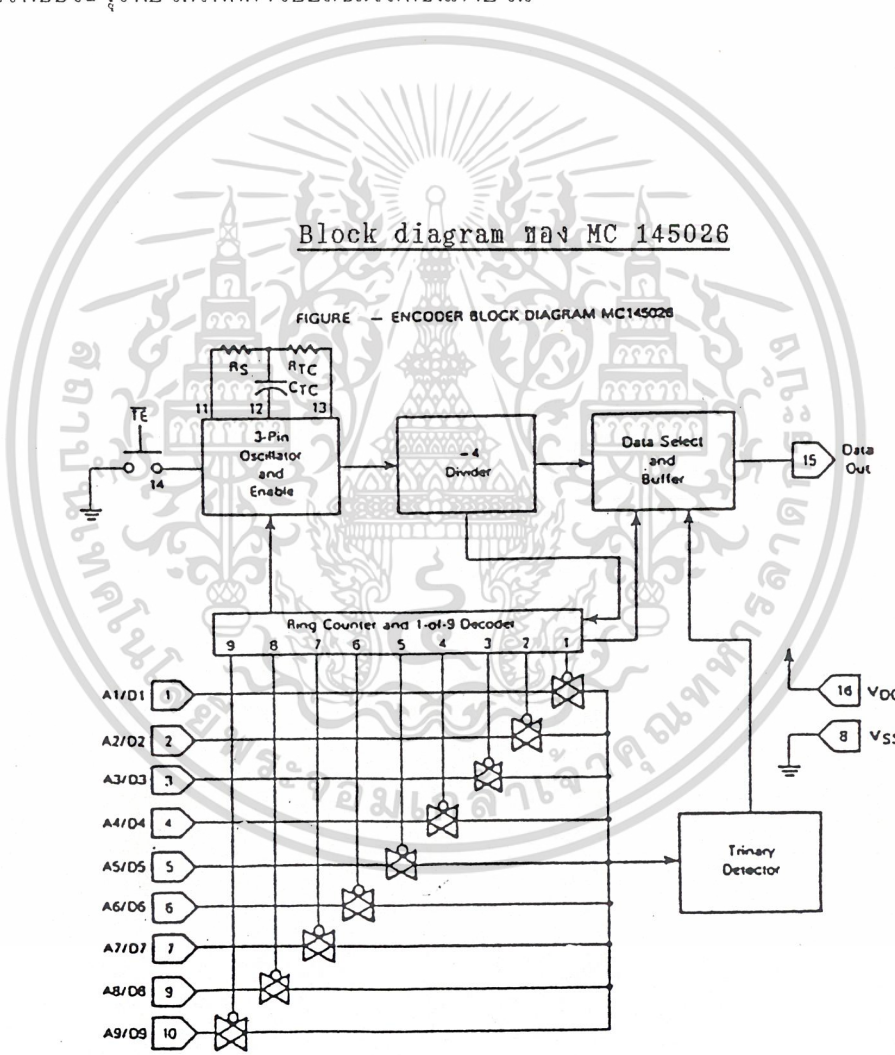 Block diagram ของ MC 145026
FIGURE — ENCODER BLOCK DIAGRAM MC145026
RS
RTC
CTC
11
12
13
TE
14
3-Pin
Oscillator
and
Enable
÷4
Divider
Data Select
and
Buffer
15
Data
Out
Ring Counter and 1-of-9 Decoder
9 8 7 6 5 4 3 2 1
A1/D1 1
A2/D2 2
A3/D3 3
A4/D4 4
A5/D5 5
A6/D6 6
A7/D7 7
A8/D8 9
A9/D9 10
16
8
VSS
Trinary
Detector